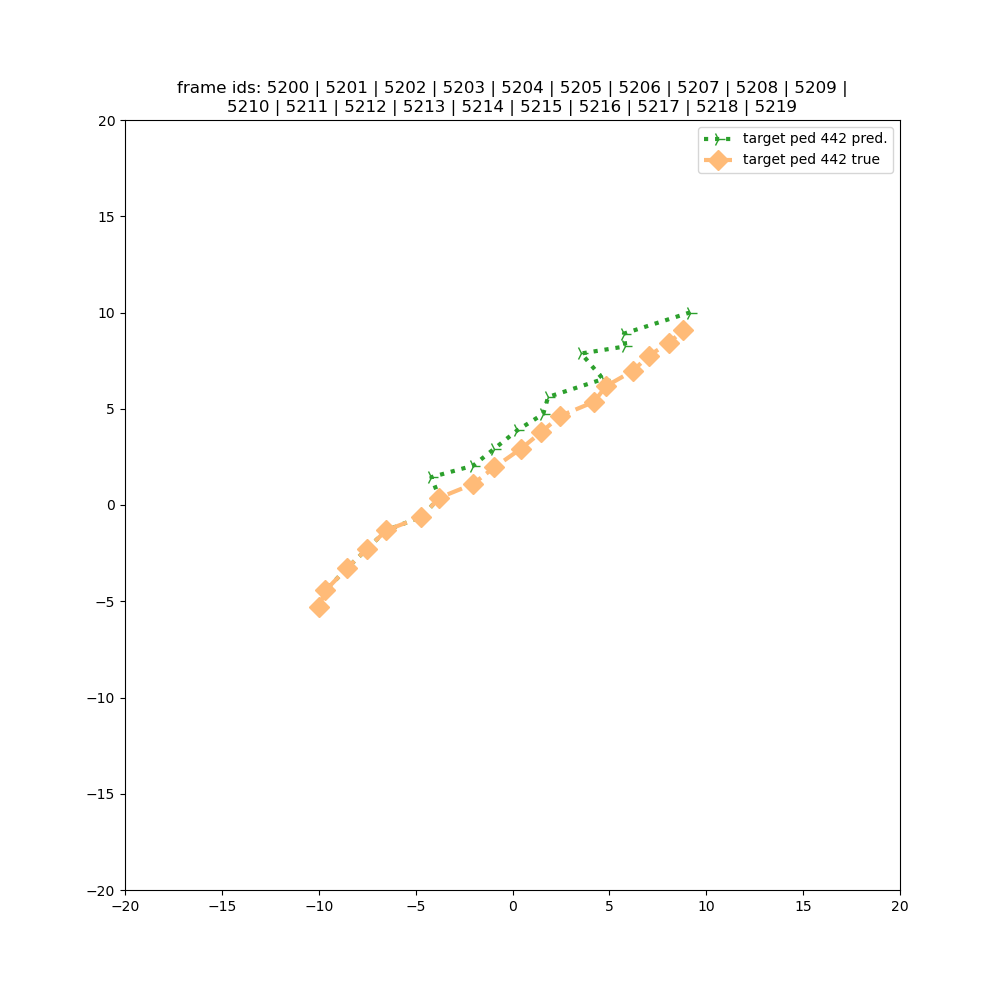 frame ids: 5200 | 5201 | 5202 | 5203 | 5204 | 5205 | 5206 | 5207 | 5208 | 5209 |
5210 | 5211 | 5212 | 5213 | 5214 | 5215 | 5216 | 5217 | 5218 | 5219
target ped 442 pred.
target ped 442 true
20
15
10
5
0
−5
−10
−15
−20
−20 −15 −10 −5 0 5 10 15 20